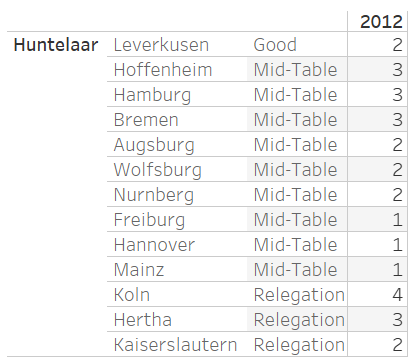 2012
Huntelaar Leverkusen Good 2
Hoffenheim Mid-Table 3
Hamburg Mid-Table 3
Bremen Mid-Table 3
Augsburg Mid-Table 2
Wolfsburg Mid-Table 2
Nurnberg Mid-Table 2
Freiburg Mid-Table 1
Hannover Mid-Table 1
Mainz Mid-Table 1
Koln Relegation 4
Hertha Relegation 3
Kaiserslautern Relegation 2